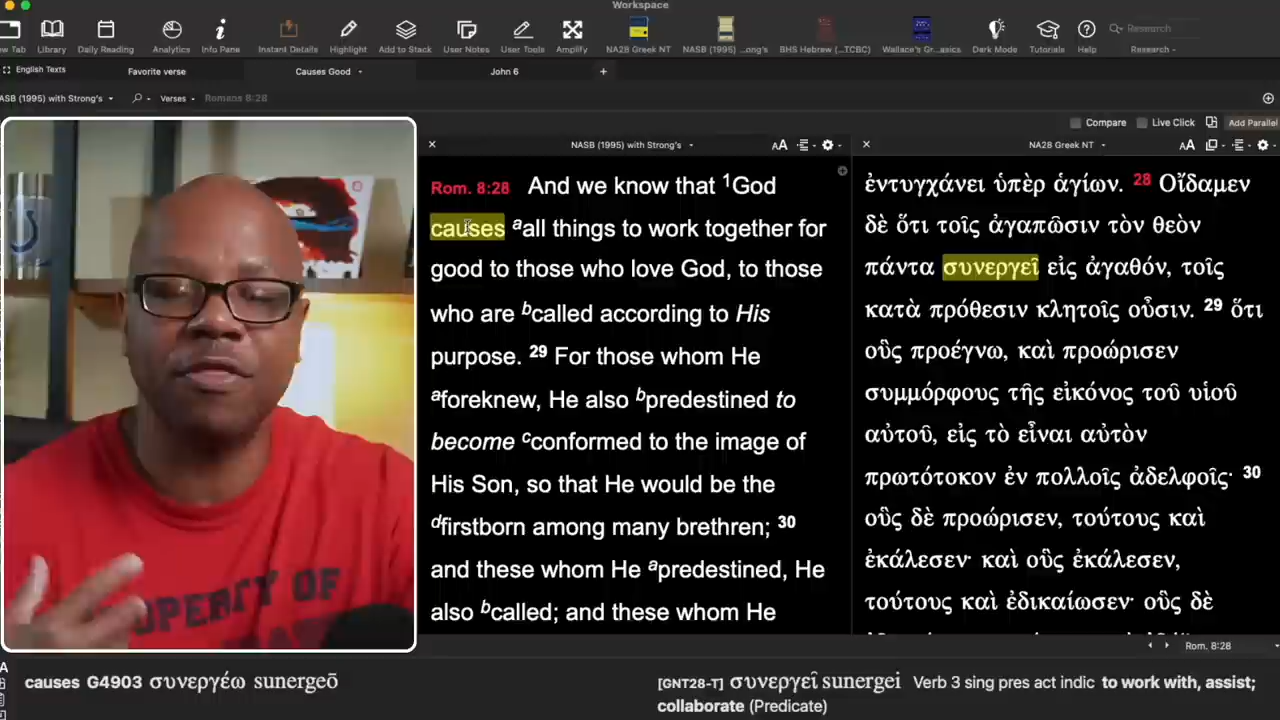 Workspace
ew Tab
Library
Daily Reading
Analytics
Info Pane
Instant Details
Highlight
Add to Stack
User Notes
User Tools
Amplify
NA28 Greek NT
NASB (1995) ...ong's
BHS Hebrew (...TCBC)
Wallace's Gr...asics
Dark Mode
Tutorials
Help
Research
Research
English Texts
Favorite verse
Causes Good
John 6
ASB (1995) with Strong's
Verses
Romans 8:28
Compare
Live Click
Add Parallel
NASB (1995) with Strong's
AA
NA28 Greek NT
AA
Rom. 8:28 And we know that 1God
causes aall things to work together for
good to those who love God, to those
who are bcalled according to His
purpose. 29 For those whom He
aforeknew, He also bpredestined to
become cconformed to the image of
His Son, so that He would be the
dfirstborn among many brethren; 30
and these whom He apredestined, He
also bcalled; and these whom He
ἐντυγχάνει ὑπὲρ ἁγίων. 28 Οἴδαμεν
δὲ ὅτι τοῖς ἀγαπῶσιν τὸν θεὸν
πάντα συνεργεῖ εἰς ἀγαθόν, τοῖς
κατὰ πρόθεσιν κλητοῖς οὖσιν. 29 ὅτι
οὓς προέγνω, καὶ προώρισεν
συμμόρφους τῆς εἰκόνος τοῦ υἱοῦ
αὐτοῦ, εἰς τὸ εἶναι αὐτὸν
πρωτότοκον ἐν πολλοῖς ἀδελφοῖς· 30
οὓς δὲ προώρισεν, τούτους καὶ
ἐκάλεσεν· καὶ οὓς ἐκάλεσεν,
τούτους καὶ ἐδικαίωσεν· οὓς δὲ
Rom. 8:28
PROPERTY OF
A
causes G4903 συνεργέω sunergeō
[GNT28-T] συνεργεῖ sunergei Verb 3 sing pres act indic to work with, assist;
collaborate (Predicate)